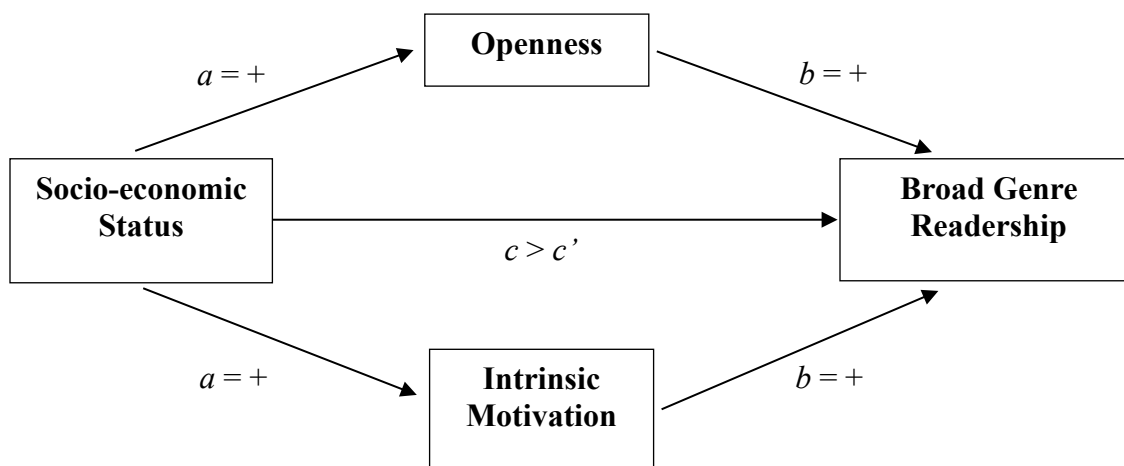 Openness
a = +
b = +
Socio-economic
Status
Broad Genre
Readership
c > c’
a = +
Intrinsic
Motivation
b = +